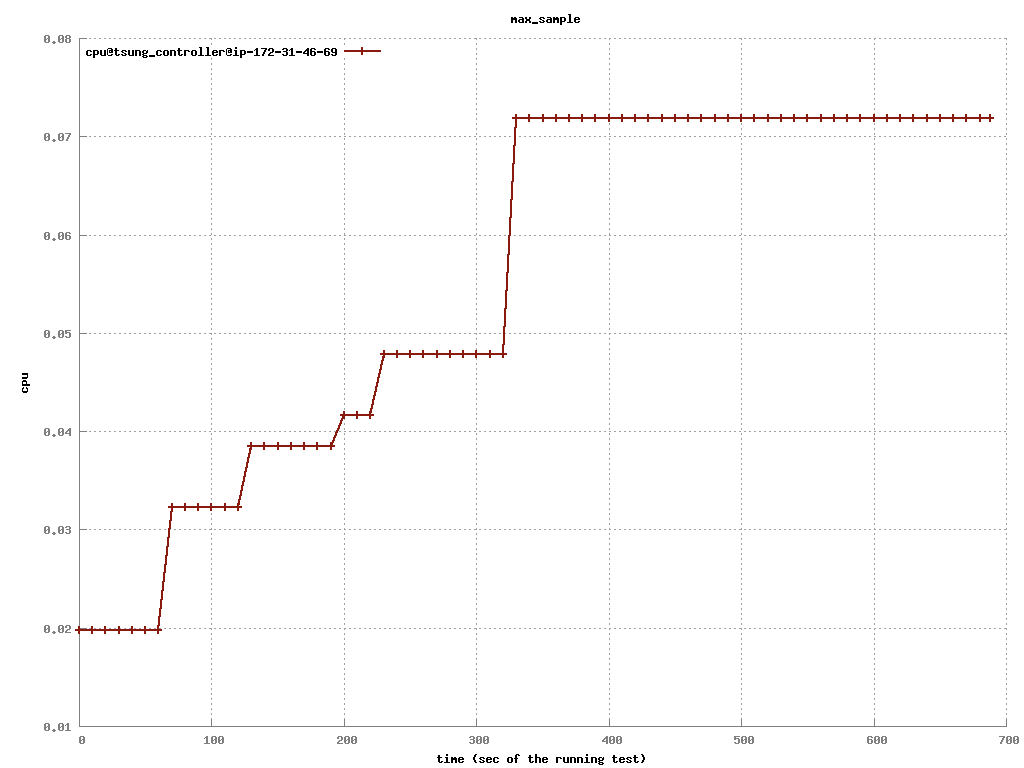 max_sample
cpu@tsung_controller@ip-172-31-46-69
0.08
0.07
0.06
0.05
0.04
0.03
0.02
0.01
cpu
0 100 200 300 400 500 600 700
time (sec of the running test)